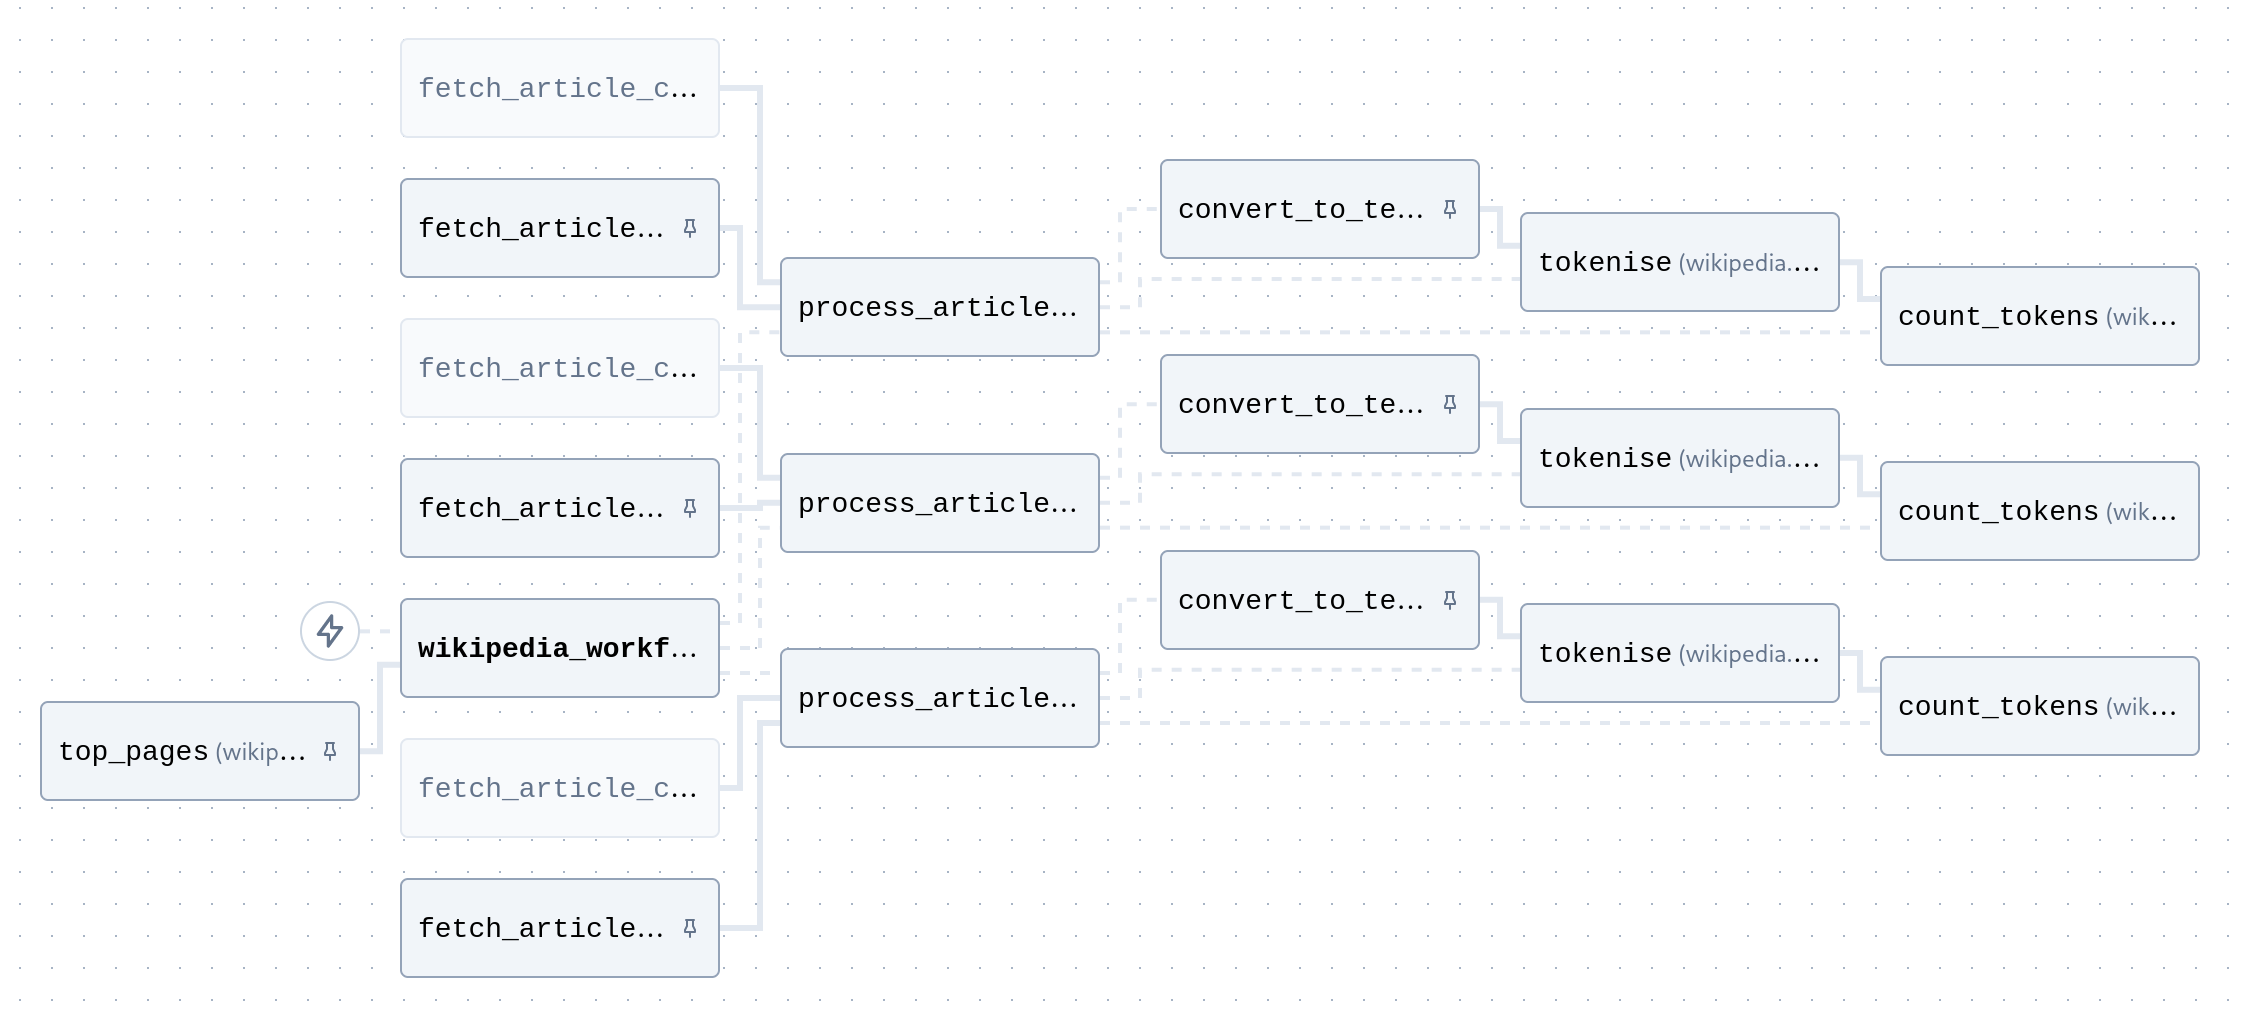 fetch_article_c...
fetch_article...
fetch_article_c...
fetch_article...
wikipedia_workf...
top_pages (wikip...
fetch_article_c...
fetch_article...
process_article...
process_article...
process_article...
convert_to_te...
convert_to_te...
convert_to_te...
tokenise (wikipedia....
tokenise (wikipedia....
tokenise (wikipedia....
count_tokens (wik...
count_tokens (wik...
count_tokens (wik...